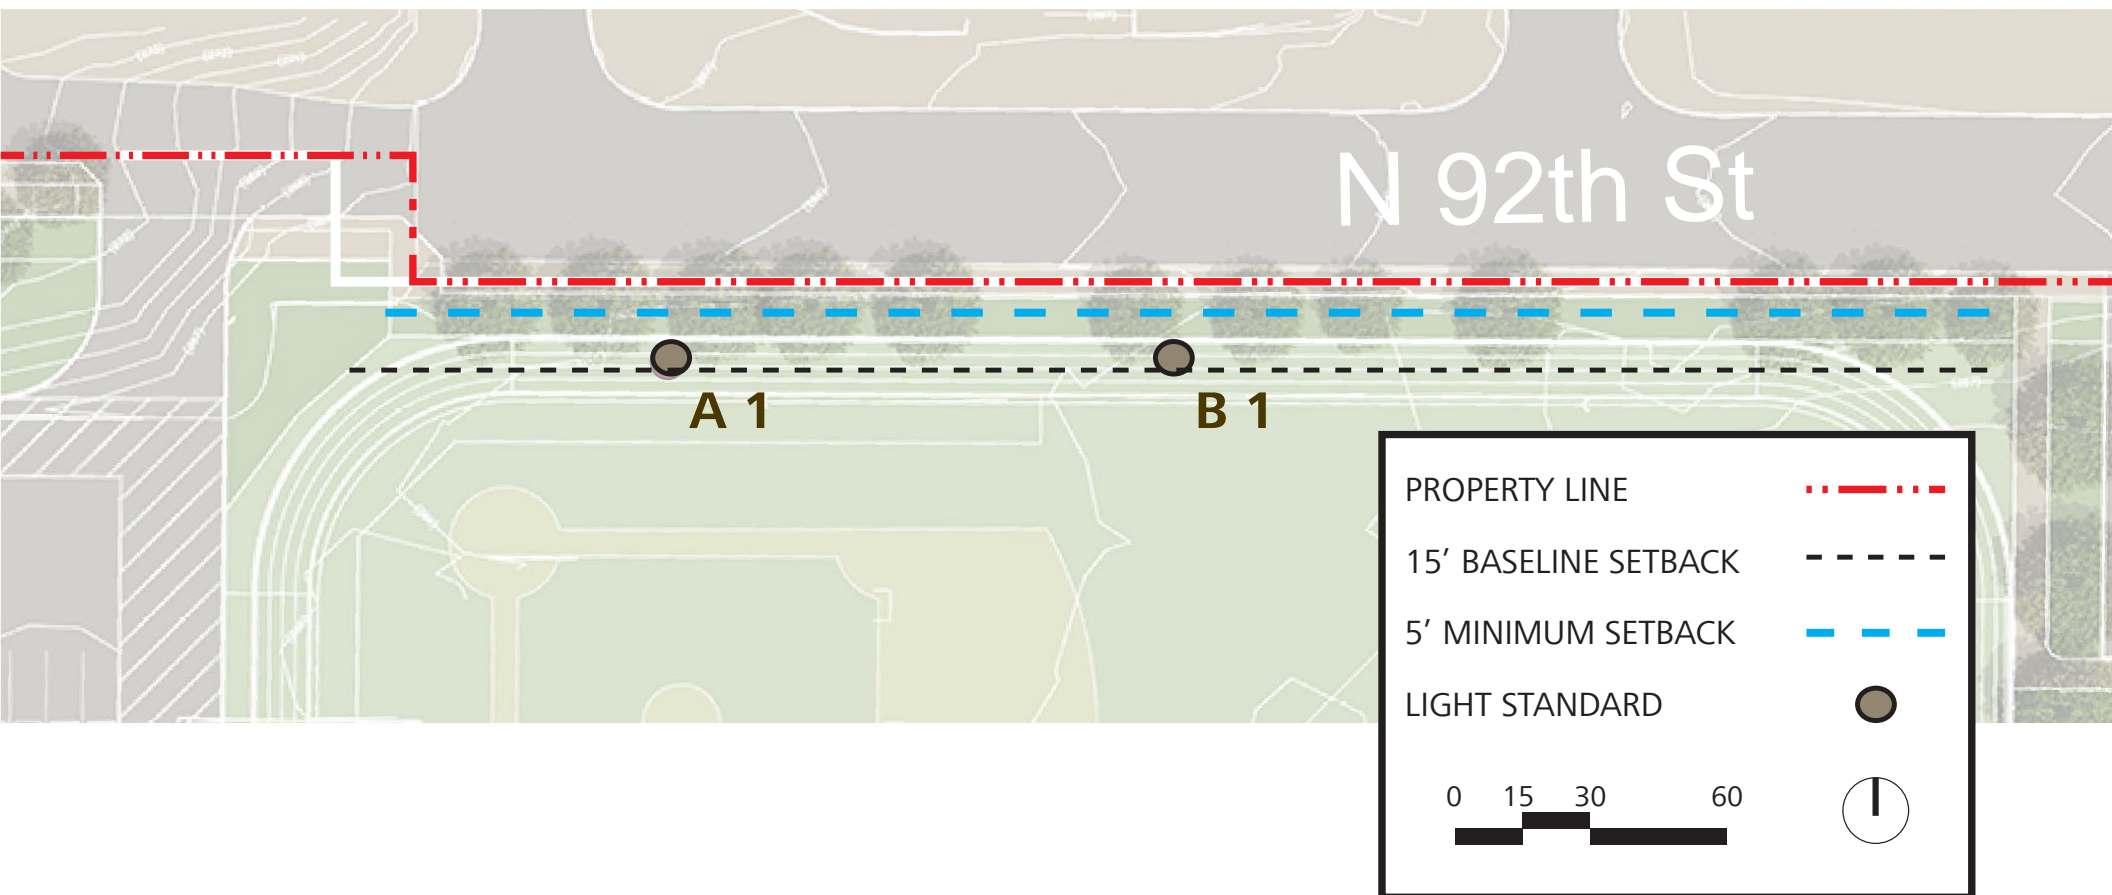 N 92th St
A 1
B 1
PROPERTY LINE
15’ BASELINE SETBACK
5’ MINIMUM SETBACK
LIGHT STANDARD
0 15 30 60